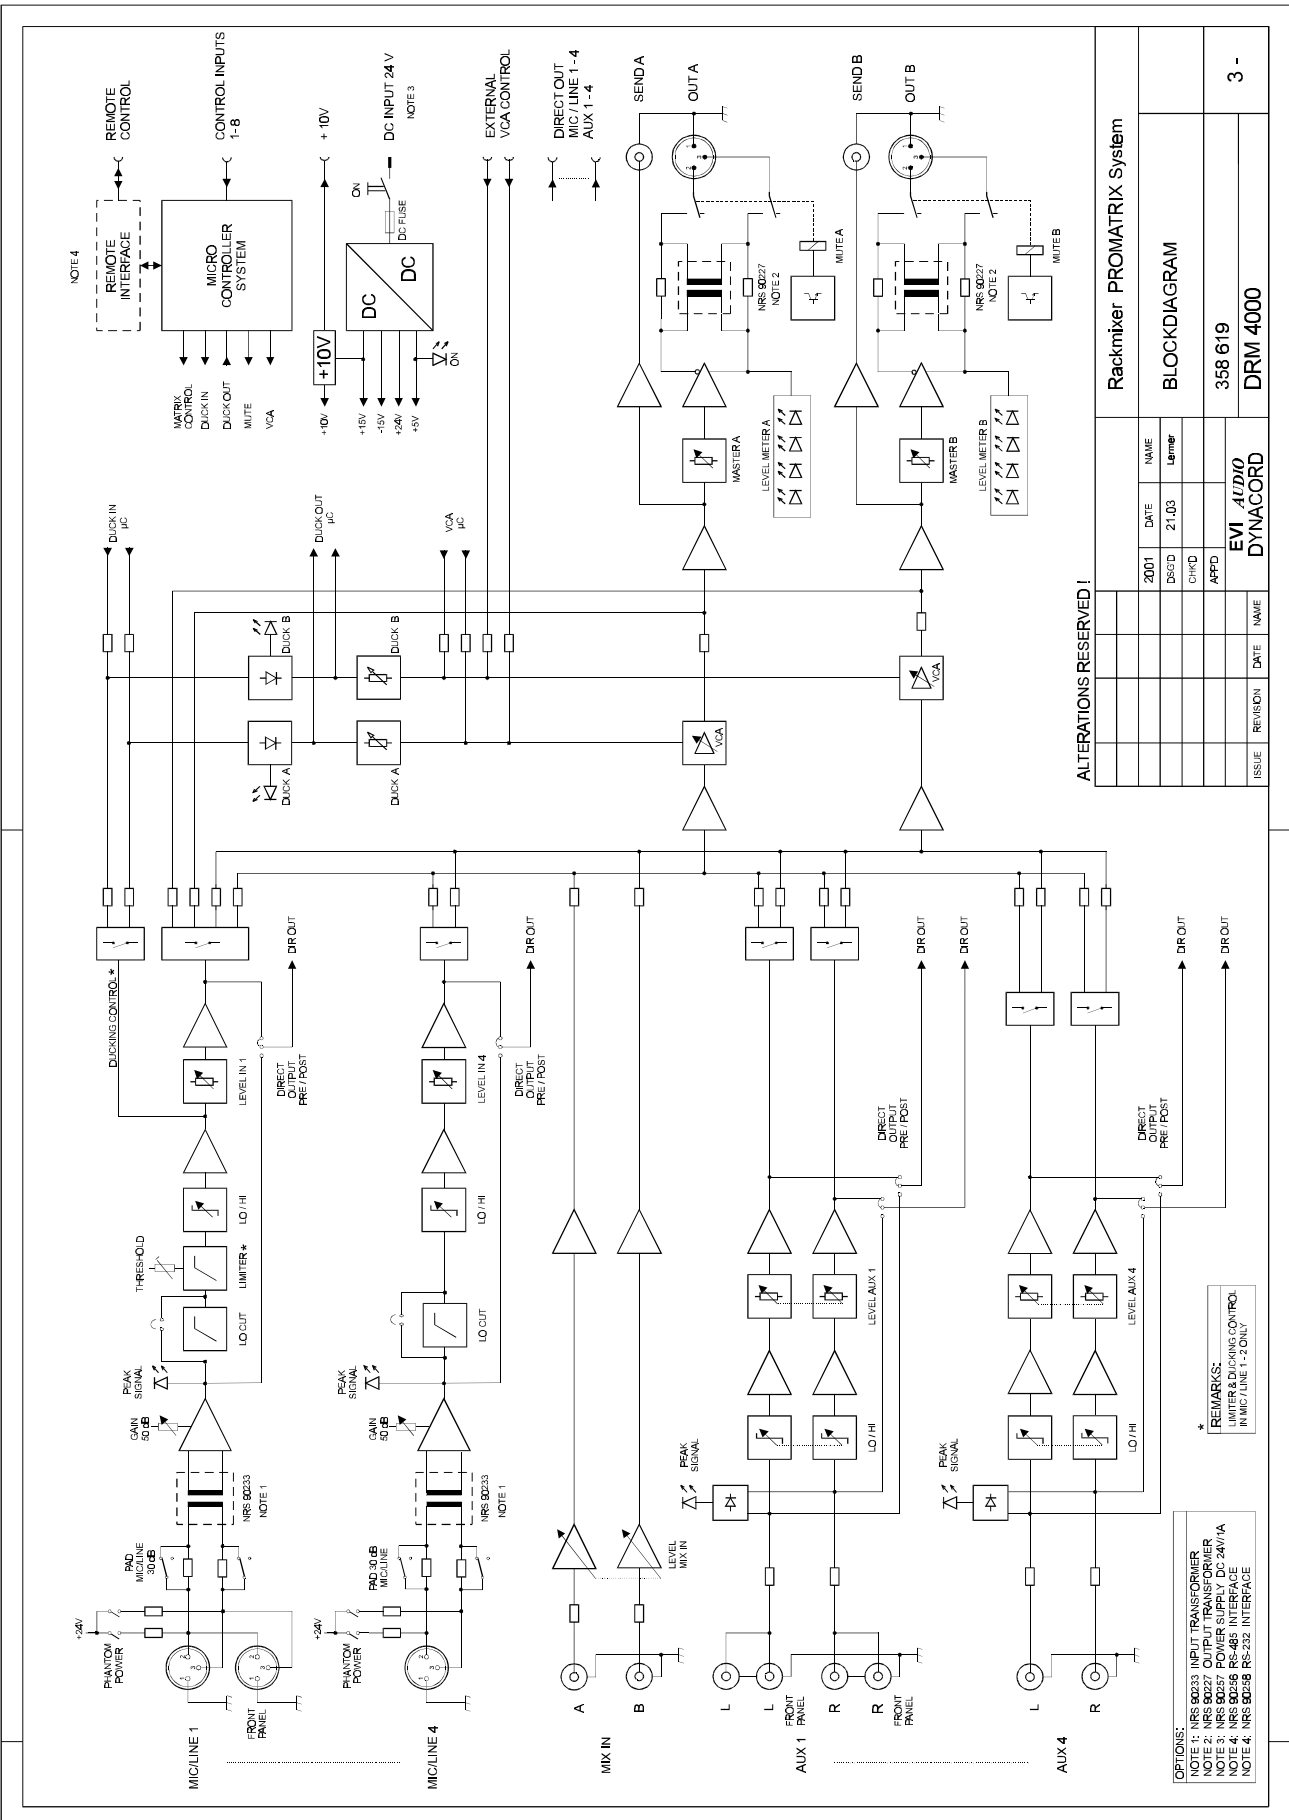 MIC/LINE 1
MIC/LINE 4
MIX IN
AUX 1
AUX 4
FRONT
PANEL
PHANTOM
POWER
+24V
PAD
MIC/LINE
30 dB
NRS 90233
NOTE 1
GAIN
50 dB
PEAK
SIGNAL
LO CUT
THRESHOLD
LIMITER *
LO / HI
LEVEL IN 1
DUCKING CONTROL *
DIRECT
OUTPUT
PRE / POST
DIR OUT
PHANTOM
POWER
+24V
PAD 30 dB
MIC/LINE
NRS 90233
NOTE 1
GAIN
50 dB
PEAK
SIGNAL
LO CUT
LO / HI
LEVEL IN 4
DIRECT
OUTPUT
PRE / POST
DIR OUT
A
B
LEVEL
MIX IN
L
L
FRONT
PANEL
R
R
FRONT
PANEL
PEAK
SIGNAL
LO / HI
LEVEL AUX 1
DIRECT
OUTPUT
PRE / POST
DIR OUT
DIR OUT
L
R
PEAK
SIGNAL
LO / HI
LEVEL AUX 4
DIRECT
OUTPUT
PRE / POST
DIR OUT
DIR OUT
DUCK A
DUCK B
DUCK A
DUCK B
DUCK IN
µC
DUCK OUT
µC
VCA
µC
VCA
VCA
NOTE 4
REMOTE
INTERFACE
REMOTE
CONTROL
MICRO
CONTROLLER
SYSTEM
CONTROL INPUTS
1 - 8
MATRIX
CONTROL
DUCK IN
DUCK OUT
MUTE
VCA
+10V
+10V
+ 10V
DC
DC
+15V
-15V
+24V
+5V
ON
DC FUSE
ON
DC INPUT 24 V
NOTE 3
EXTERNAL
VCA CONTROL
DIRECT OUT
MIC / LINE 1 - 4
AUX 1 - 4
MASTER A
LEVEL METER A
NRS 90227
NOTE 2
MUTE A
SEND A
OUT A
MASTER B
LEVEL METER B
NRS 90227
NOTE 2
MUTE B
SEND B
OUT B
*
REMARKS:
LIMITER & DUCKING CONTROL
IN MIC / LINE 1 - 2 ONLY
OPTIONS:
NOTE 1: NRS 90233 INPUT TRANSFORMER
NOTE 2: NRS 90227 OUTPUT TRANSFORMER
NOTE 3: NRS 90257 POWER SUPPLY DC 24V/1A
NOTE 4: NRS 90256 RS-485 INTERFACE
NOTE 4: NRS 90258 RS-232 INTERFACE
ALTERATIONS RESERVED !
ISSUE REVISION DATE NAME
2001 DATE NAME
DSG'D 21.03 Lermer
CHK'D
APP'D
EVI AUDIO
DYNACORD
Rackmixer PROMATRIX System
BLOCKDIAGRAM
358 619
DRM 4000
3 -